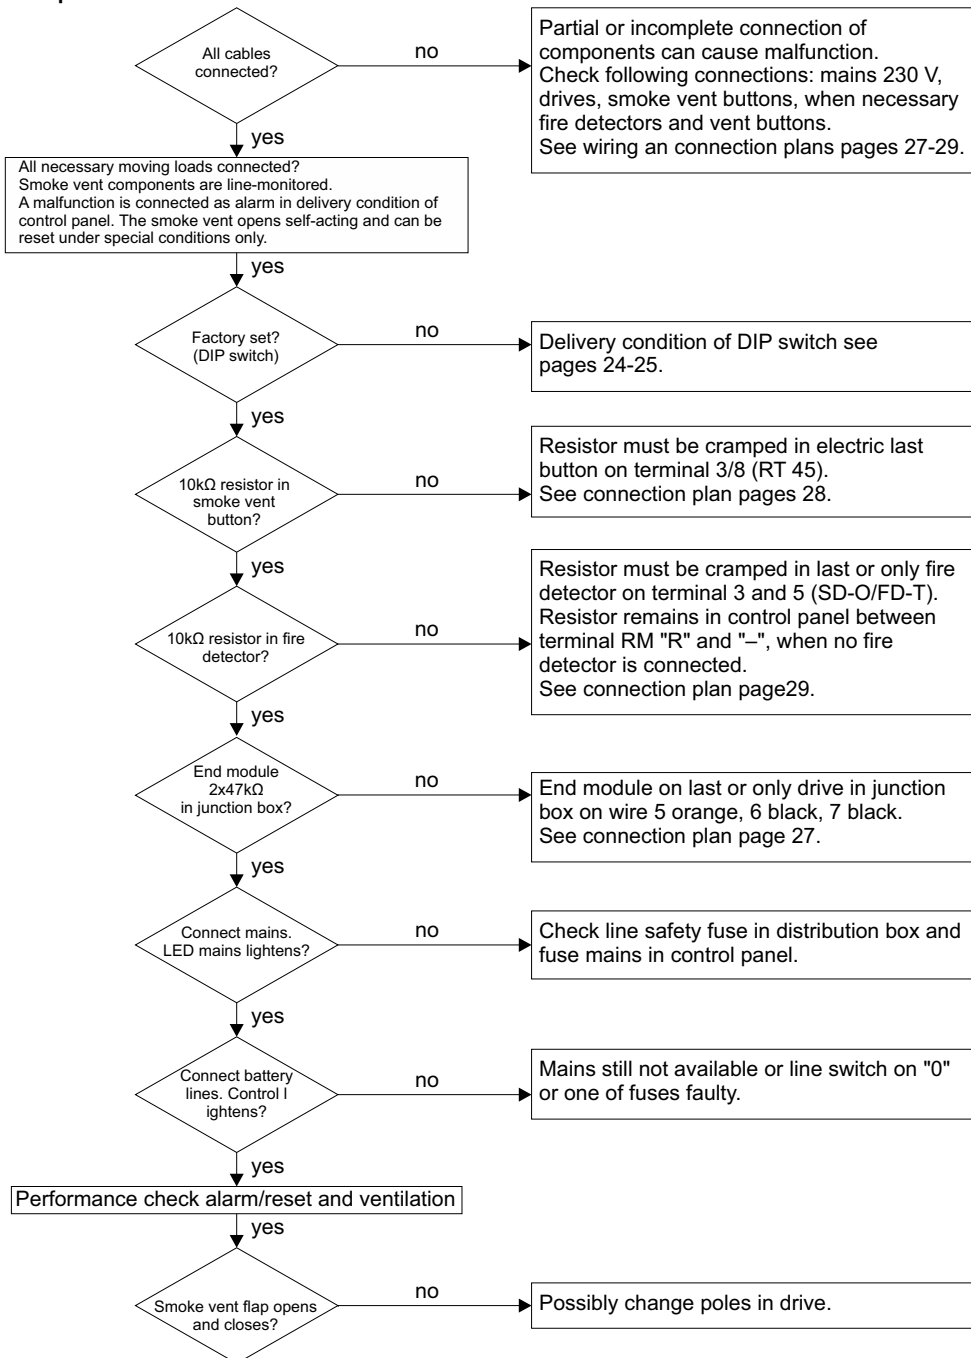 All cables
connected?
no
Partial or incomplete connection of
components can cause malfunction.
Check following connections: mains 230 V,
drives, smoke vent buttons, when necessary
fire detectors and vent buttons.
See wiring an connection plans pages 27-29.
yes
All necessary moving loads connected?
Smoke vent components are line-monitored.
A malfunction is connected as alarm in delivery condition of
control panel. The smoke vent opens self-acting and can be
reset under special conditions only.
yes
Factory set?
(DIP switch)
no
Delivery condition of DIP switch see
pages 24-25.
yes
10kΩ resistor in
smoke vent
button?
no
Resistor must be cramped in electric last
button on terminal 3/8 (RT 45).
See connection plan pages 28.
yes
10kΩ resistor in fire
detector?
no
Resistor must be cramped in last or only fire
detector on terminal 3 and 5 (SD-O/FD-T).
Resistor remains in control panel between
terminal RM "R" and "–", when no fire
detector is connected.
See connection plan page29.
yes
End module
2x47kΩ
in junction box?
no
End module on last or only drive in junction
box on wire 5 orange, 6 black, 7 black.
See connection plan page 27.
yes
Connect mains.
LED mains lightens?
no
Check line safety fuse in distribution box and
fuse mains in control panel.
yes
Connect battery
lines. Control l
ightens?
no
Mains still not available or line switch on "0"
or one of fuses faulty.
yes
Performance check alarm/reset and ventilation
yes
Smoke vent flap opens
and closes?
no
Possibly change poles in drive.